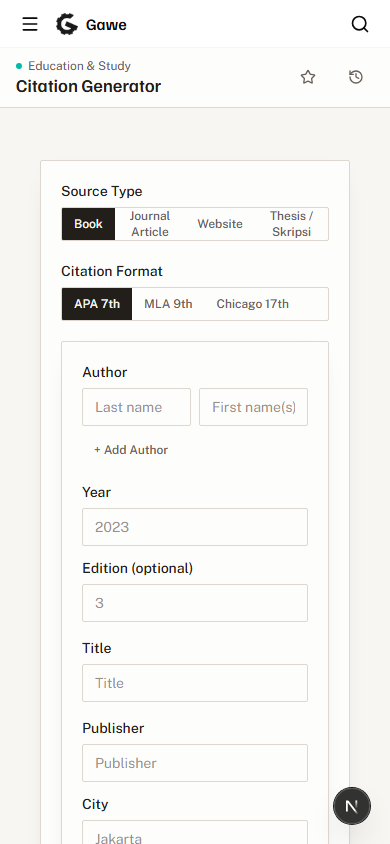 Gawe
Education & Study
Citation Generator
Source Type
Book
Journal
Article
Website
Thesis /
Skripsi
Citation Format
APA 7th
MLA 9th
Chicago 17th
Author
Last name
First name(s)
+ Add Author
Year
2023
Edition (optional)
3
Title
Title
Publisher
Publisher
City
Jakarta
N